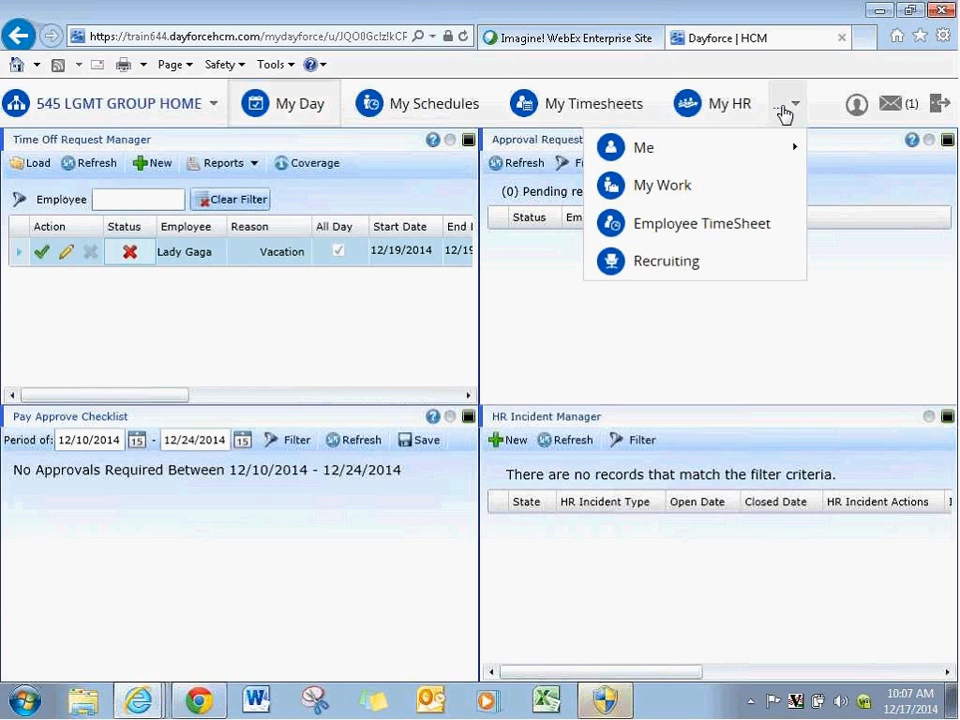 https://train644.dayforcehcm.com/mydayforce/u/
Imagine! WebEx Enterprise Site
Dayforce | HCM
Page
Safety
Tools
545 LGMT GROUP HOME
My Day
My Schedules
My Timesheets
My HR
...
(1)
Time Off Request Manager
Load
Refresh
New
Reports
Coverage
Employee
Clear Filter
Action Status Employee Reason All Day Start Date End
Lady Gaga Vacation 12/19/2014 12/19
Approval Request
Refresh
(0) Pending re
Status Em
Me
My Work
Employee TimeSheet
Recruiting
Pay Approve Checklist
Period of: 12/10/2014 15 - 12/24/2014 15 Filter Refresh Save
No Approvals Required Between 12/10/2014 - 12/24/2014
HR Incident Manager
New Refresh Filter
There are no records that match the filter criteria.
State HR Incident Type Open Date Closed Date HR Incident Actions
10:07 AM
12/17/2014